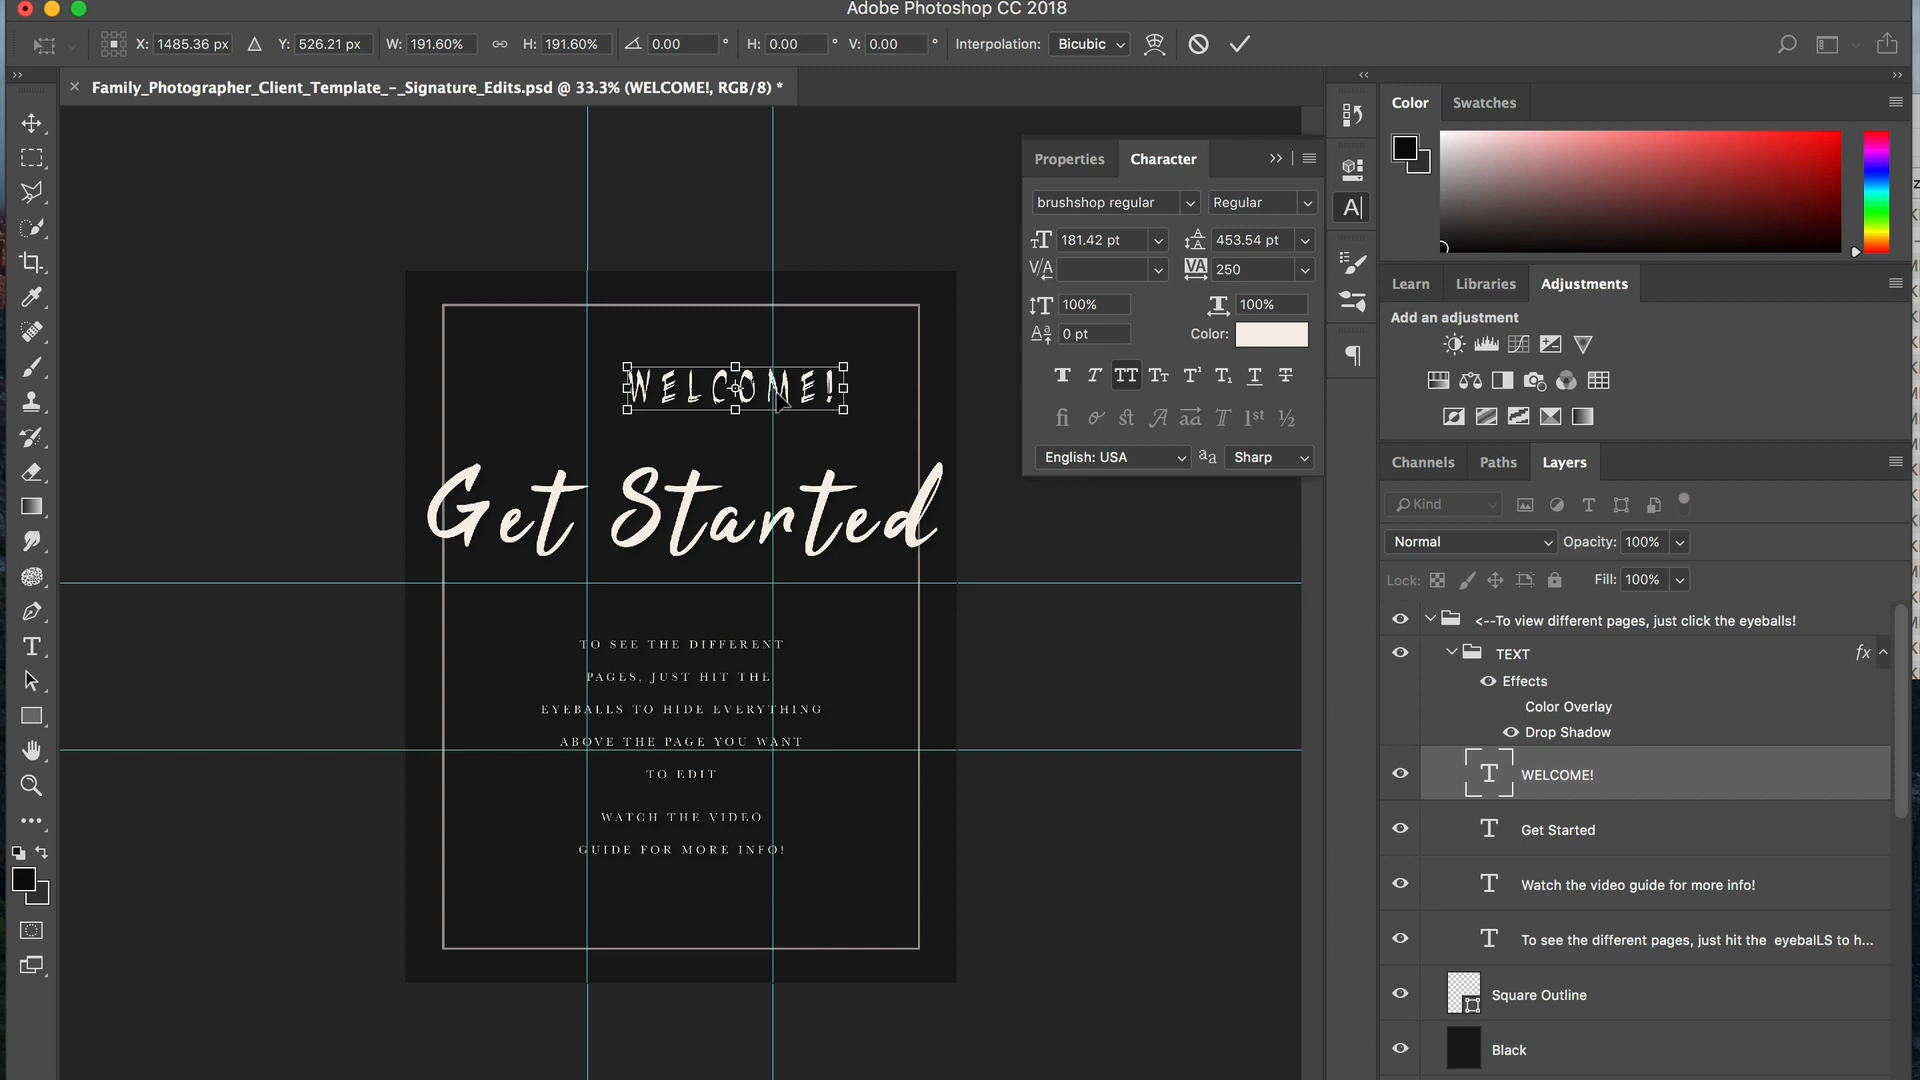 Adobe Photoshop CC 2018
X: 1485.36 px Y: 526.21 px W: 191.60% H: 191.60% 0.00 ° H: 0.00 ° V: 0.00 ° Interpolation: Bicubic
Family_Photographer_Client_Template_-_Signature_Edits.psd @ 33.3% (WELCOME!, RGB/8) *
Properties Character
brushshop regular Regular
181.42 pt 453.54 pt
250
100% 100%
0 pt Color:
English: USA Sharp
Color Swatches
Learn Libraries Adjustments
Add an adjustment
Channels Paths Layers
Kind
Normal Opacity: 100%
Lock: Fill: 100%
<--To view different pages, just click the eyeballs!
TEXT fx
Effects
Color Overlay
Drop Shadow
WELCOME!
Get Started
Watch the video guide for more info!
To see the different pages, just hit the eyebalLS to h...
Square Outline
Black
WELCOME!
Get Started
TO SEE THE DIFFERENT
PAGES, JUST HIT THE
EYEBALLS TO HIDE EVERYTHING
ABOVE THE PAGE YOU WANT
TO EDIT
WATCH THE VIDEO
GUIDE FOR MORE INFO!